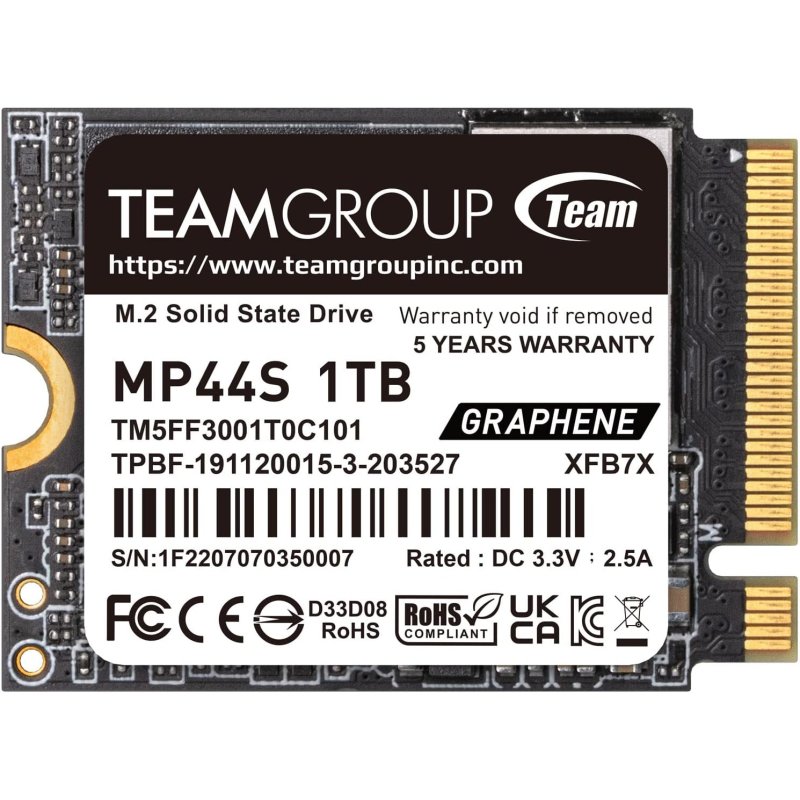 TEAMGROUP Team
https://www.teamgroupinc.com
M.2 Solid State Drive Warranty void if removed
5 YEARS WARRANTY
MP44S 1TB
GRAPHENE
TM5FF3001T0C101
TPBF-191120015-3-203527 XFB7X
S/N:1F2207070350007 Rated : DC 3.3V ; 2.5A
FC CE D33D08 RoHS RoHS COMPLIANT UK CA
M